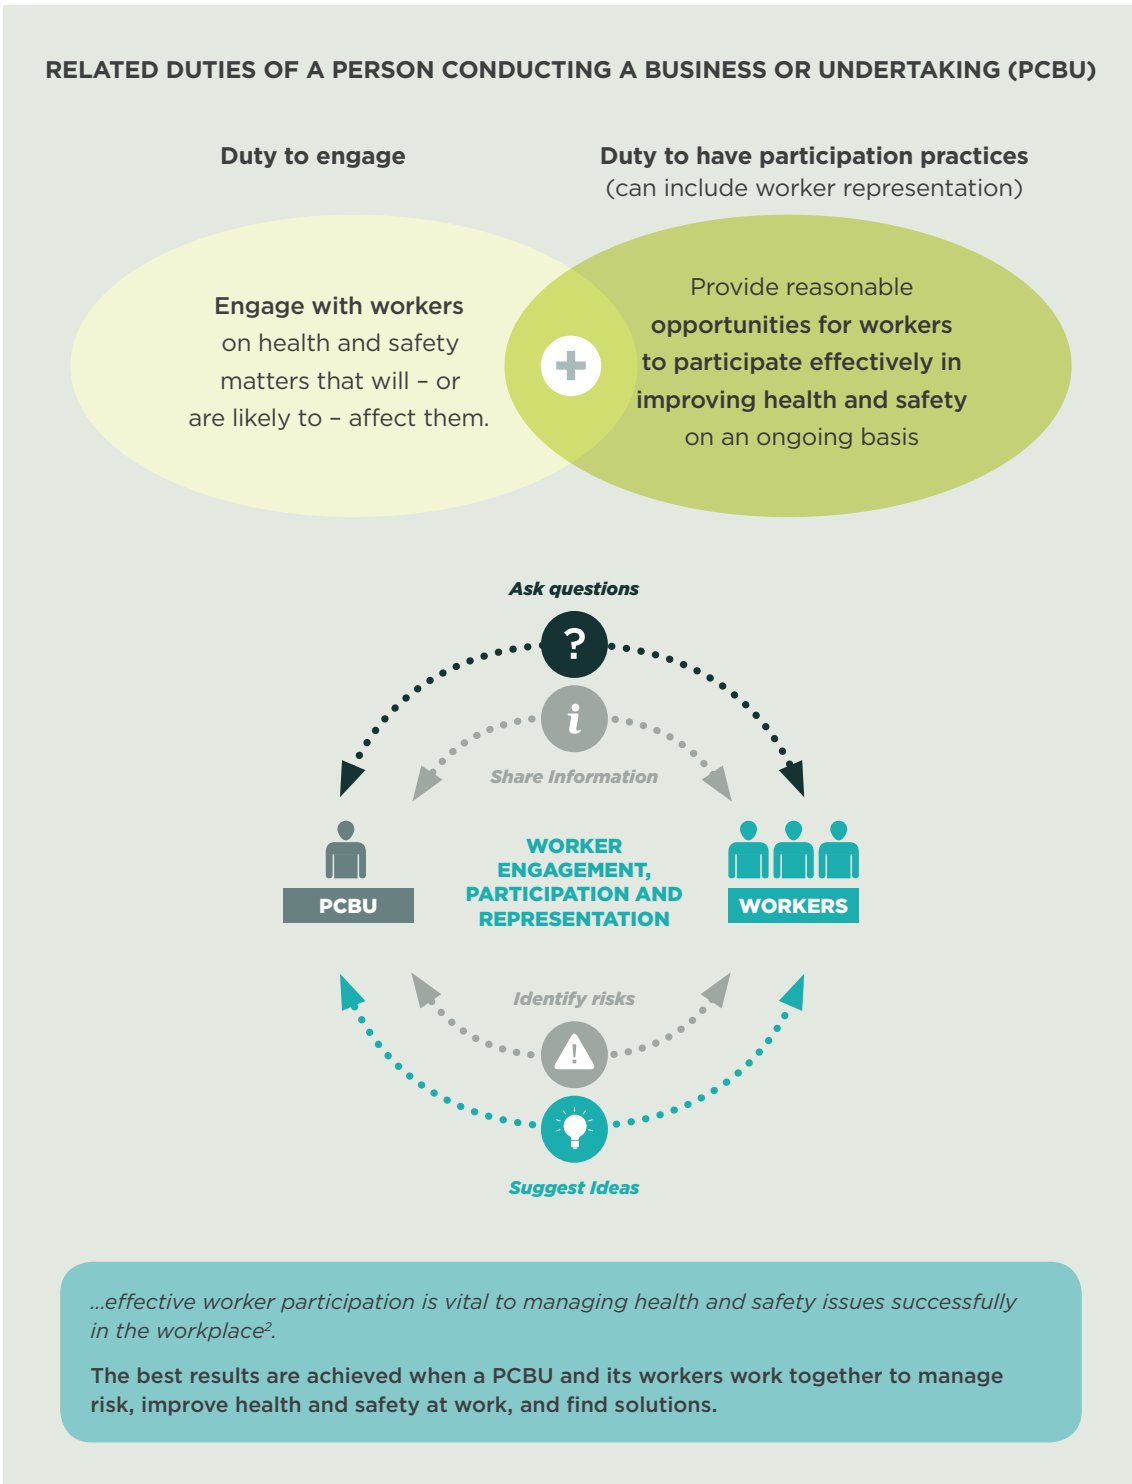 RELATED DUTIES OF A PERSON CONDUCTING A BUSINESS OR UNDERTAKING (PCBU)
Duty to engage
Duty to have participation practices
(can include worker representation)
Engage with workers
on health and safety
matters that will – or
are likely to – affect them.
Provide reasonable
opportunities for workers
to participate effectively in
improving health and safety
on an ongoing basis
Ask questions
?
i
Share Information
WORKER
ENGAGEMENT,
PARTICIPATION AND
REPRESENTATION
PCBU
WORKERS
Identify risks
!
Suggest Ideas
...effective worker participation is vital to managing health and safety issues successfully
in the workplace².
The best results are achieved when a PCBU and its workers work together to manage
risk, improve health and safety at work, and find solutions.